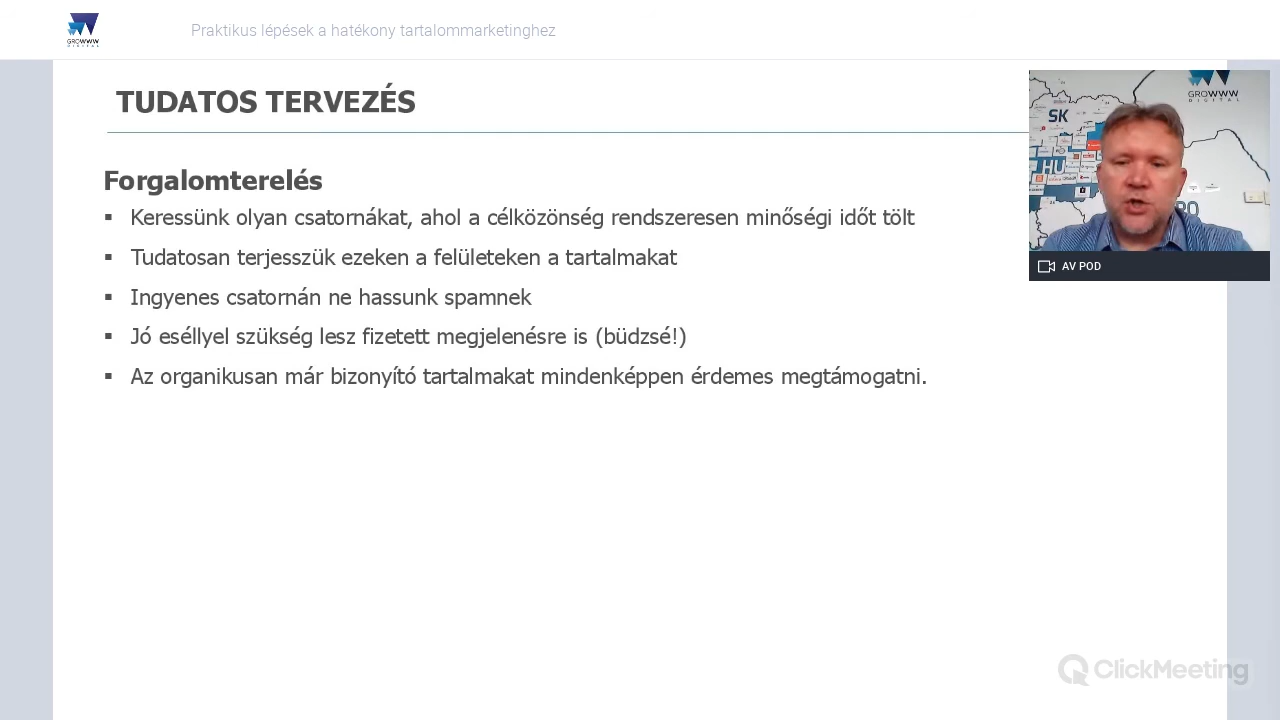 GROWWW
DIGITAL
Praktikus lépések a hatékony tartalommarketinghez
TUDATOS TERVEZÉS
Forgalomterelés
▪ Keressünk olyan csatornákat, ahol a célközönség rendszeresen minőségi időt tölt
▪ Tudatosan terjesszük ezeken a felületeken a tartalmakat
▪ Ingyenes csatornán ne hassunk spamnek
▪ Jó eséllyel szükség lesz fizetett megjelenésre is (büdzsé!)
▪ Az organikusan már bizonyító tartalmakat mindenképpen érdemes megtámogatni.
GROWWW
DIGITAL
SK
HU
RO
AV POD
ClickMeeting